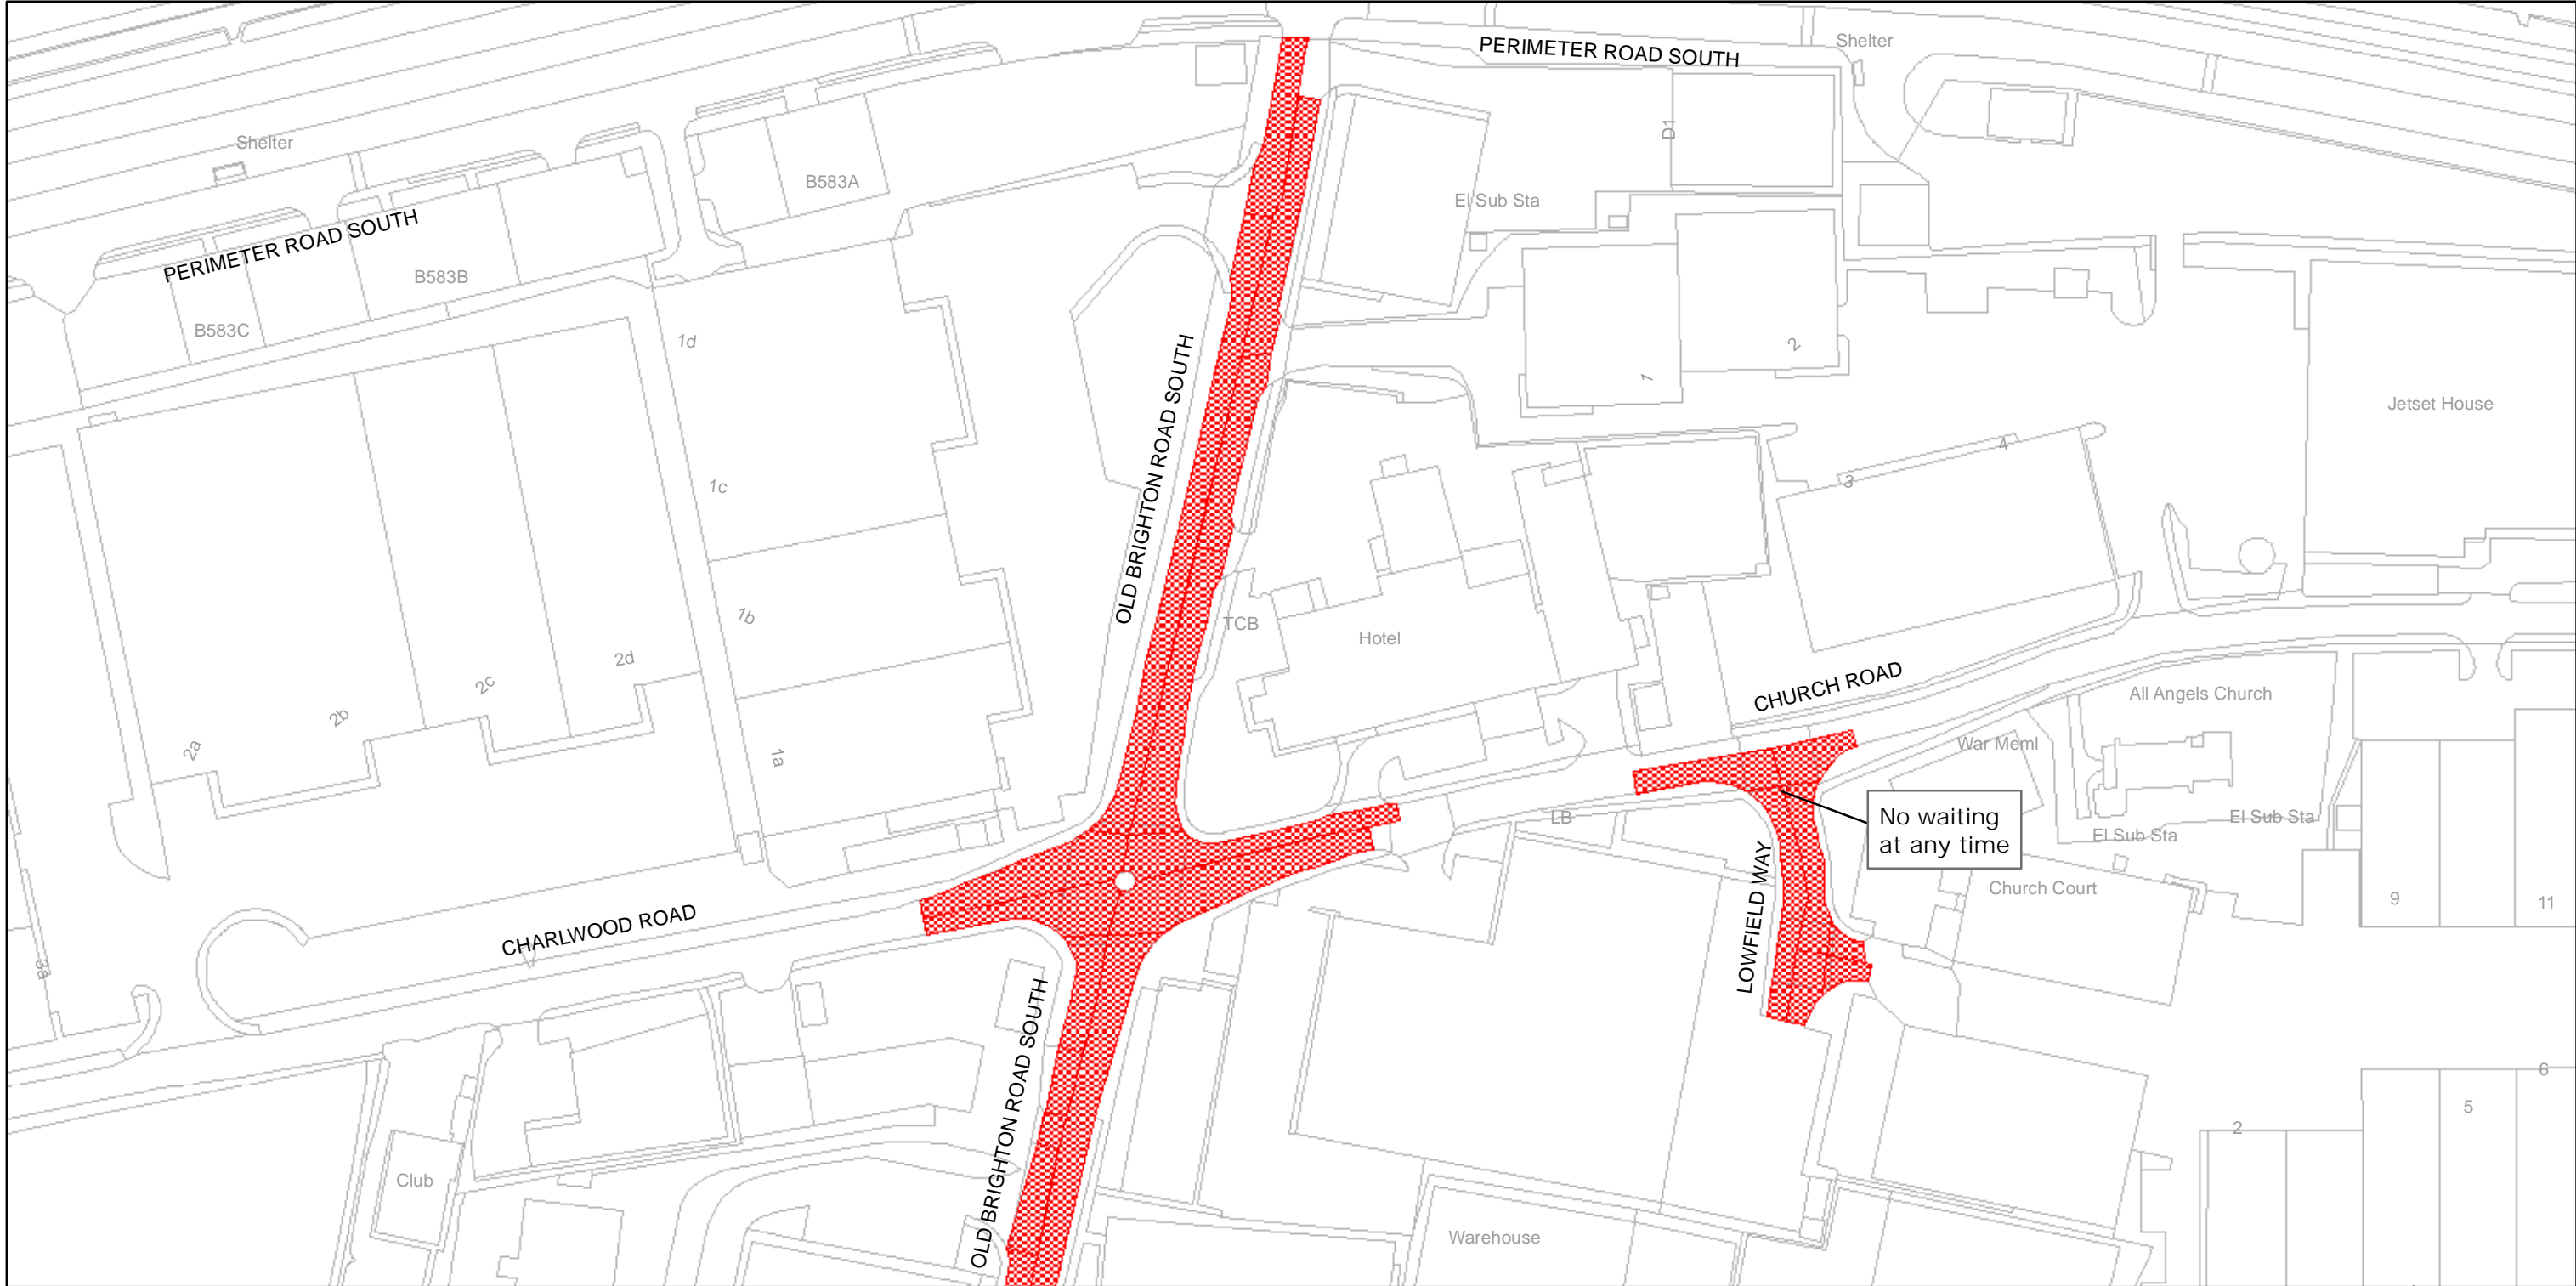 PERIMETER ROAD SOUTH
Shelter
Shelter
D1
B583A
El Sub Sta
PERIMETER ROAD SOUTH
B583B
B583C
1d
2
1
Jetset House
OLD BRIGHTON ROAD SOUTH
1c
4
3
1b
TCB
Hotel
2d
2c
2b
2a
1a
CHURCH ROAD
All Angels Church
War Meml
No waiting
at any time
LB
El Sub Sta
El Sub Sta
LOWFIELD WAY
Church Court
9
11
CHARLWOOD ROAD
3a
OLD BRIGHTON ROAD SOUTH
6
5
2
Club
Warehouse